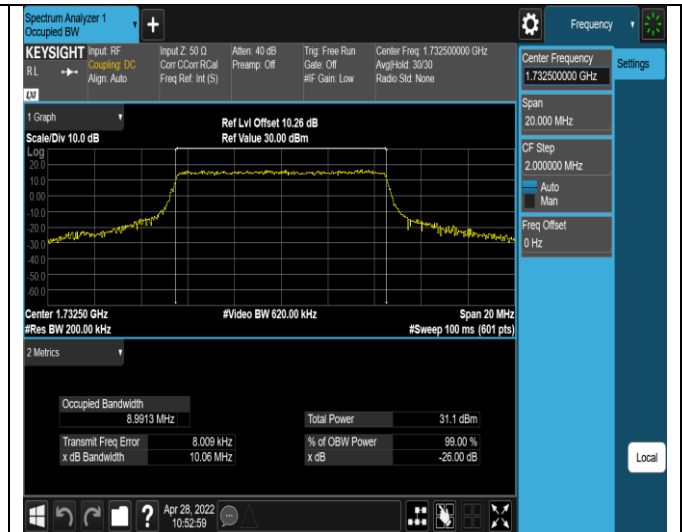 Spectrum Analyzer 1
Occupied BW
Frequency
KEYSIGHT
RL
LXI
Input: RF
Coupling: DC
Align: Auto
Input Z: 50 Ω
Corr CCorr RCal
Freq Ref: Int (S)
Atten: 40 dB
Preamp: Off
Trig: Free Run
Gate: Off
#IF Gain: Low
Center Freq: 1.732500000 GHz
Avg|Hold: 30/30
Radio Std: None
Center Frequency
1.732500000 GHz
Settings
Span
20.000 MHz
CF Step
2.000000 MHz
Auto
Man
Freq Offset
0 Hz
Local
1 Graph
Scale/Div 10.0 dB
Ref Lvl Offset 10.26 dB
Ref Value 30.00 dBm
Log
20.0
10.0
0.00
-10.0
-20.0
-30.0
-40.0
-50.0
-60.0
Center 1.73250 GHz
#Res BW 200.00 kHz
#Video BW 620.00 kHz
Span 20 MHz
#Sweep 100 ms (601 pts)
2 Metrics
Occupied Bandwidth
8.9913 MHz
Total Power 31.1 dBm
Transmit Freq Error 8.009 kHz
% of OBW Power 99.00 %
x dB Bandwidth 10.06 MHz
x dB -26.00 dB
?
Apr 28, 2022
10:52:59